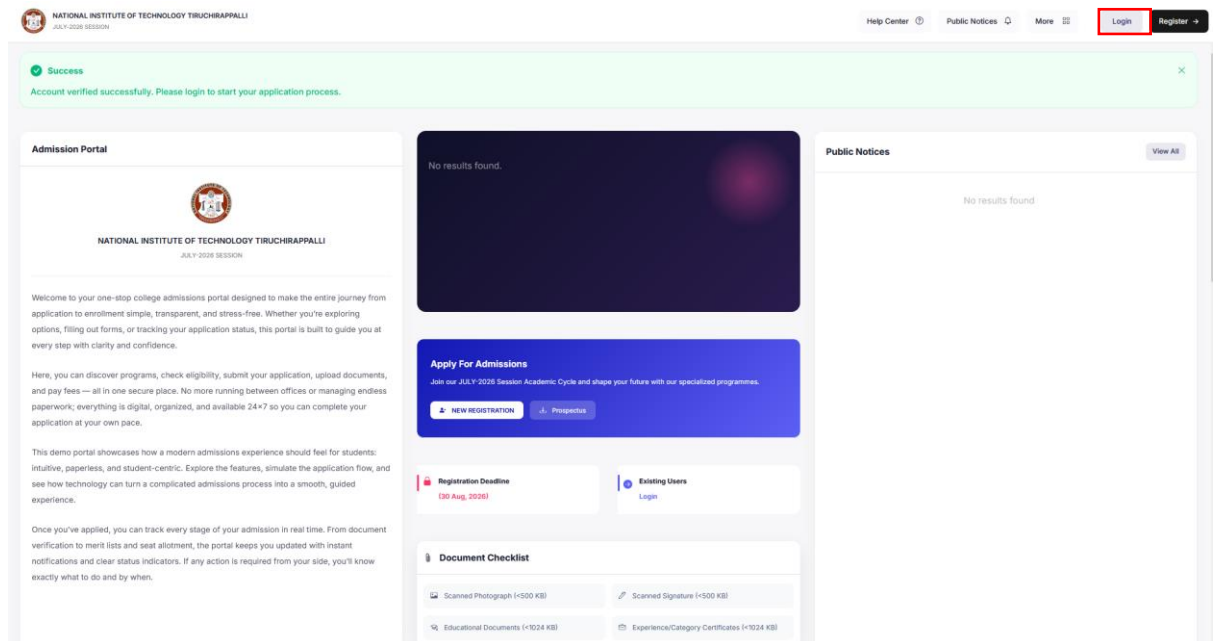 NATIONAL INSTITUTE OF TECHNOLOGY TIRUCHIRAPPALLI
JULY-2026 SESSION
Help Center
Public Notices
More
Login
Register →
Success
Account verified successfully. Please login to start your application process.
Admission Portal
NATIONAL INSTITUTE OF TECHNOLOGY TIRUCHIRAPPALLI
JULY-2026 SESSION
Welcome to your one-stop college admissions portal designed to make the entire journey from
application to enrollment simple, transparent, and stress-free. Whether you're exploring
options, filling out forms, or tracking your application status, this portal is built to guide you at
every step with clarity and confidence.
Here, you can discover programs, check eligibility, submit your application, upload documents,
and pay fees — all in one secure place. No more running between offices or managing endless
paperwork; everything is digital, organized, and available 24×7 so you can complete your
application at your own pace.
This demo portal showcases how a modern admissions experience should feel for students:
intuitive, paperless, and student-centric. Explore the features, simulate the application flow, and
see how technology can turn a complicated admissions process into a smooth, guided
experience.
Once you've applied, you can track every stage of your admission in real time. From document
verification to merit lists and seat allotment, the portal keeps you updated with instant
notifications and clear status indicators. If any action is required from your side, you'll know
exactly what to do and by when.
No results found.
Apply For Admissions
Join our JULY-2026 Session Academic Cycle and shape your future with our specialized programmes.
NEW REGISTRATION
Prospectus
Registration Deadline
(30 Aug, 2026)
Existing Users
Login
Document Checklist
Scanned Photograph (<500 KB)
Scanned Signature (<500 KB)
Educational Documents (<1024 KB)
Experience/Category Certificates (<1024 KB)
Public Notices
View All
No results found